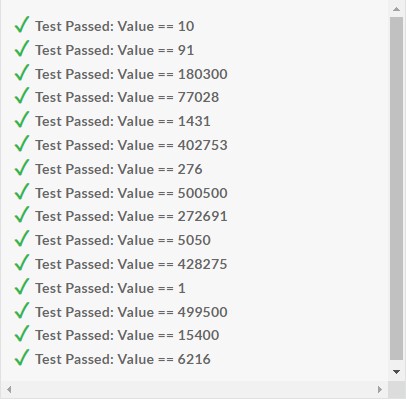 Test Passed: Value == 10
Test Passed: Value == 91
Test Passed: Value == 180300
Test Passed: Value == 77028
Test Passed: Value == 1431
Test Passed: Value == 402753
Test Passed: Value == 276
Test Passed: Value == 500500
Test Passed: Value == 272691
Test Passed: Value == 5050
Test Passed: Value == 428275
Test Passed: Value == 1
Test Passed: Value == 499500
Test Passed: Value == 15400
Test Passed: Value == 6216